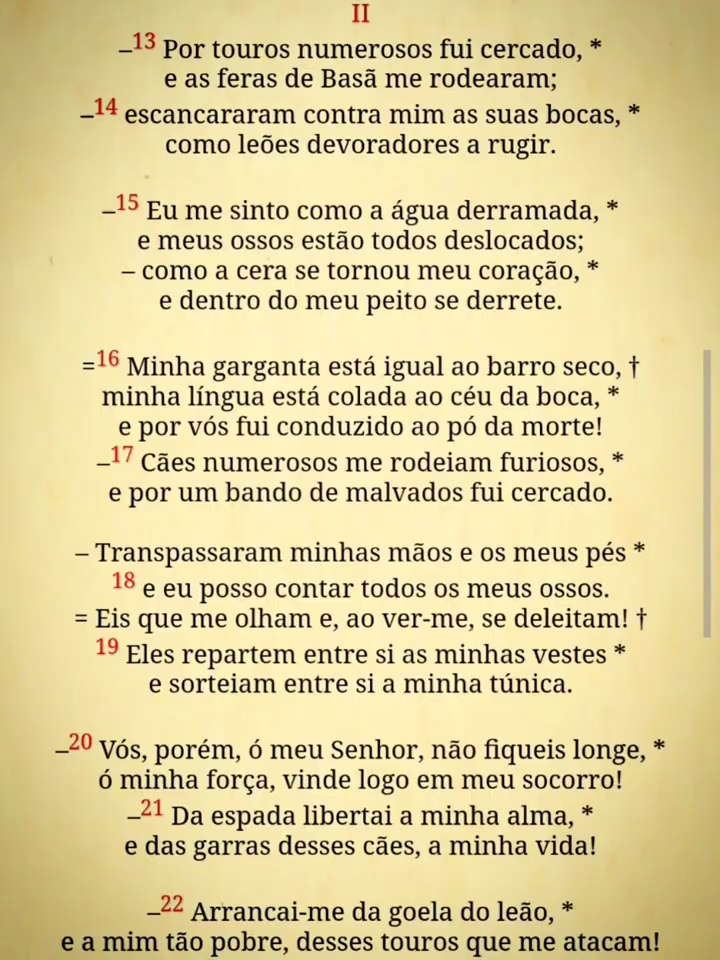 II
–13 Por touros numerosos fui cercado, *
e as feras de Basã me rodearam;
–14 escancararam contra mim as suas bocas, *
como leões devoradores a rugir.
–15 Eu me sinto como a água derramada, *
e meus ossos estão todos deslocados;
– como a cera se tornou meu coração, *
e dentro do meu peito se derrete.
=16 Minha garganta está igual ao barro seco, †
minha língua está colada ao céu da boca, *
e por vós fui conduzido ao pó da morte!
–17 Cães numerosos me rodeiam furiosos, *
e por um bando de malvados fui cercado.
– Transpassaram minhas mãos e os meus pés *
18 e eu posso contar todos os meus ossos.
= Eis que me olham e, ao ver-me, se deleitam! †
19 Eles repartem entre si as minhas vestes *
e sorteiam entre si a minha túnica.
–20 Vós, porém, ó meu Senhor, não fiqueis longe, *
ó minha força, vinde logo em meu socorro!
–21 Da espada libertai a minha alma, *
e das garras desses cães, a minha vida!
–22 Arrancai-me da goela do leão, *
e a mim tão pobre, desses touros que me atacam!